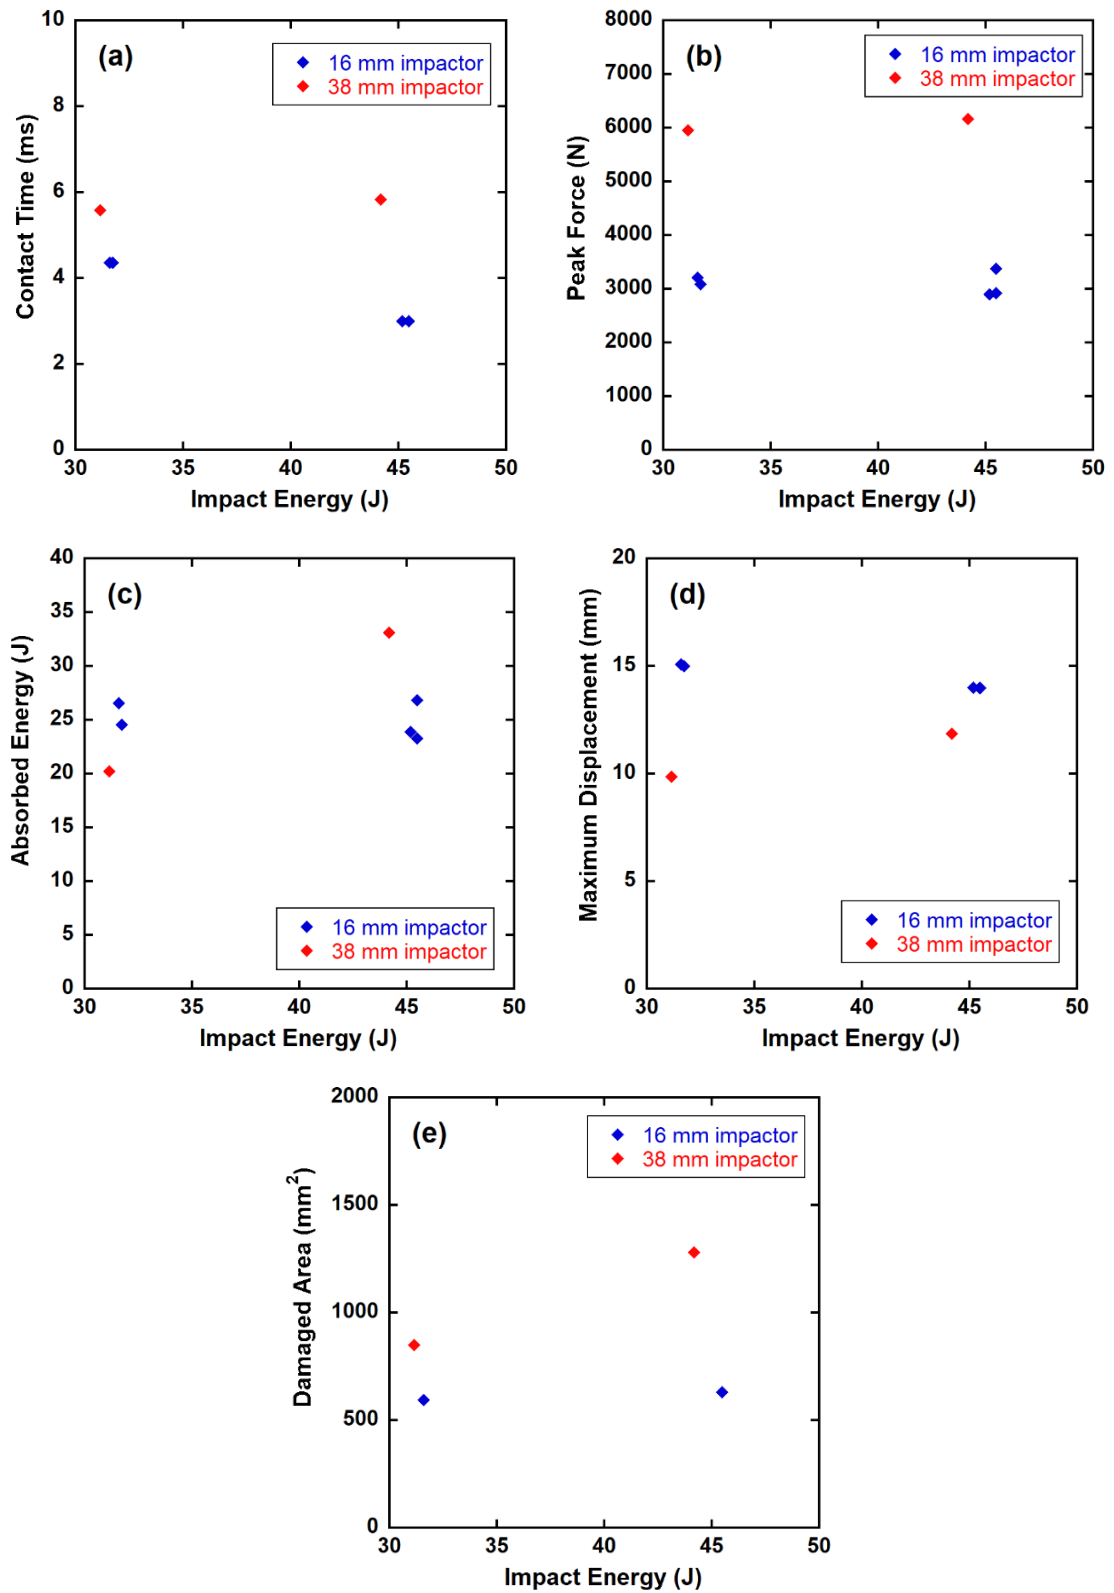 (a)
16 mm impactor
38 mm impactor
Contact Time (ms)
10
8
6
4
2
0
30 35 40 45 50
Impact Energy (J)
(b)
16 mm impactor
38 mm impactor
Peak Force (N)
8000
7000
6000
5000
4000
3000
2000
1000
0
30 35 40 45 50
Impact Energy (J)
(c)
Absorbed Energy (J)
40
35
30
25
20
15
10
5
0
16 mm impactor
38 mm impactor
30 35 40 45 50
Impact Energy (J)
(d)
Maximum Displacement (mm)
20
15
10
5
0
16 mm impactor
38 mm impactor
30 35 40 45 50
Impact Energy (J)
(e)
16 mm impactor
38 mm impactor
Damaged Area (mm²)
2000
1500
1000
500
0
30 35 40 45 50
Impact Energy (J)